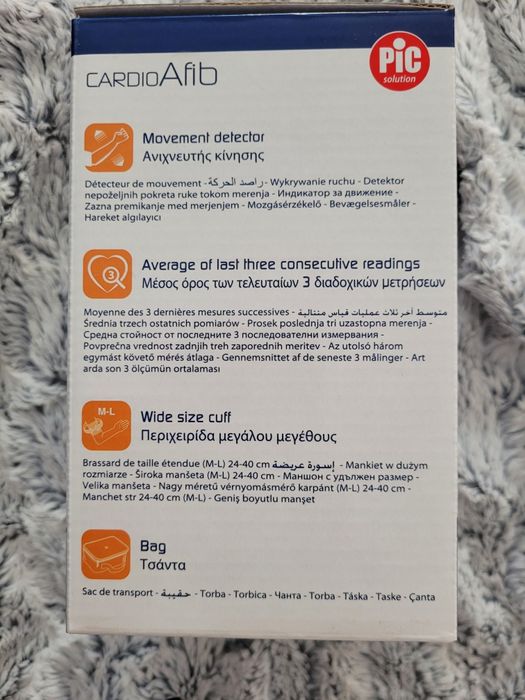 CARDIOAfib
PiC
solution
Movement detector
Ανιχνευτής κίνησης
Détecteur de mouvement - راصد الحركة - Wykrywanie ruchu - Detektor
nepoželjnih pokreta ruke tokom merenja - Индикатор за движение -
Zazna premikanje med merjenjem - Mozgásérzékelő - Bevægelsesmåler -
Hareket algılayıcı
3
Average of last three consecutive readings
Μέσος όρος των τελευταίων 3 διαδοχικών μετρήσεων
Moyenne des 3 dernières mesures successives - متوسط آخر ثلاث عمليات قياس متتالية -
Średnia trzech ostatnich pomiarów - Prosek poslednja tri uzastopna merenja -
Средна стойност от последните 3 последователни измервания -
Povprečna vrednost zadnjih treh zaporednih meritev - Az utolsó három
egymást követő mérés átlaga - Gennemsnittet af de seneste 3 målinger - Art
arda son 3 ölçümün ortalaması
M-L
Wide size cuff
Περιχειρίδα μεγάλου μεγέθους
Brassard de taille étendue (M-L) 24-40 cm إسورة عريضة - Mankiet w dużym
rozmiarze - Široka manšeta (M-L) 24-40 cm - Маншон с удължен размер -
Velika manšeta - Nagy méretű vérnyomásmérő karpánt (M-L) 24-40 cm -
Manchet str 24-40 cm (M-L) - Geniş boyutlu manşet
Bag
Τσάντα
Sac de transport - حقيبة - Torba - Torbica - Чанта - Torba - Táska - Taske - Çanta